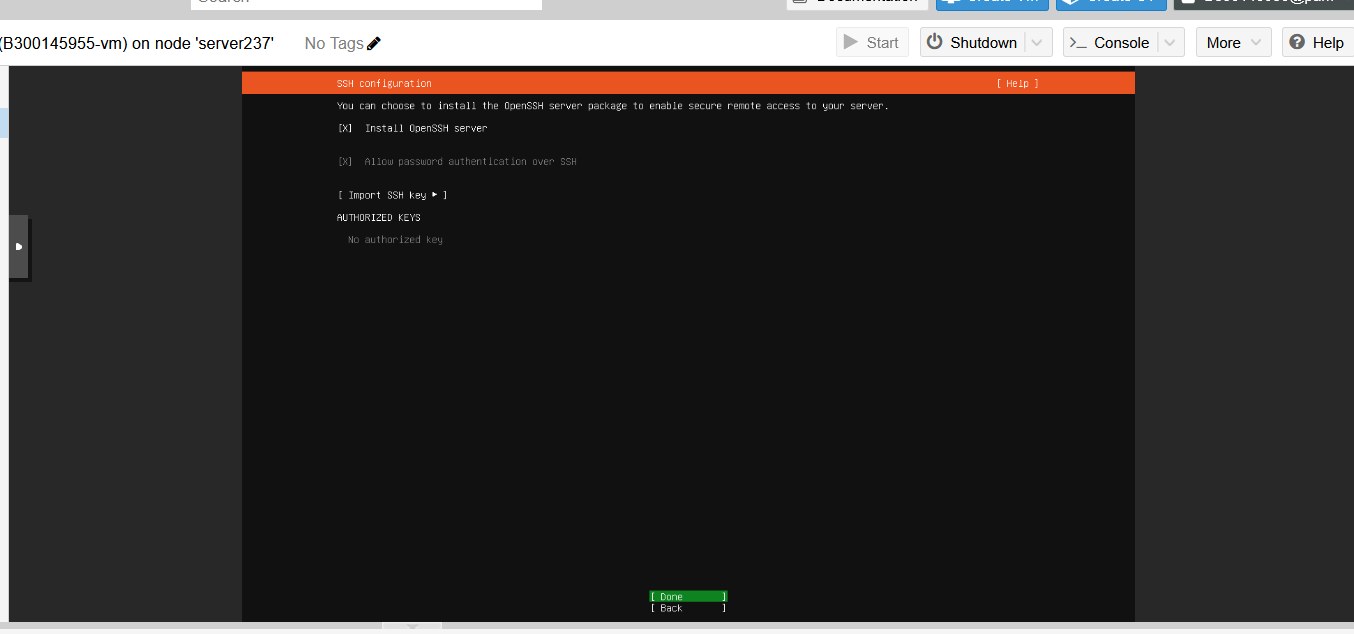 Search
Documentation
(B300145955-vm) on node 'server237' No Tags Start Shutdown >_ Console More Help
SSH configuration [ Help ]
You can choose to install the OpenSSH server package to enable secure remote access to your server.
[X] Install OpenSSH server
[X] Allow password authentication over SSH
[ Import SSH key ▸ ]
AUTHORIZED KEYS
No authorized key
[ Done ]
[ Back ]